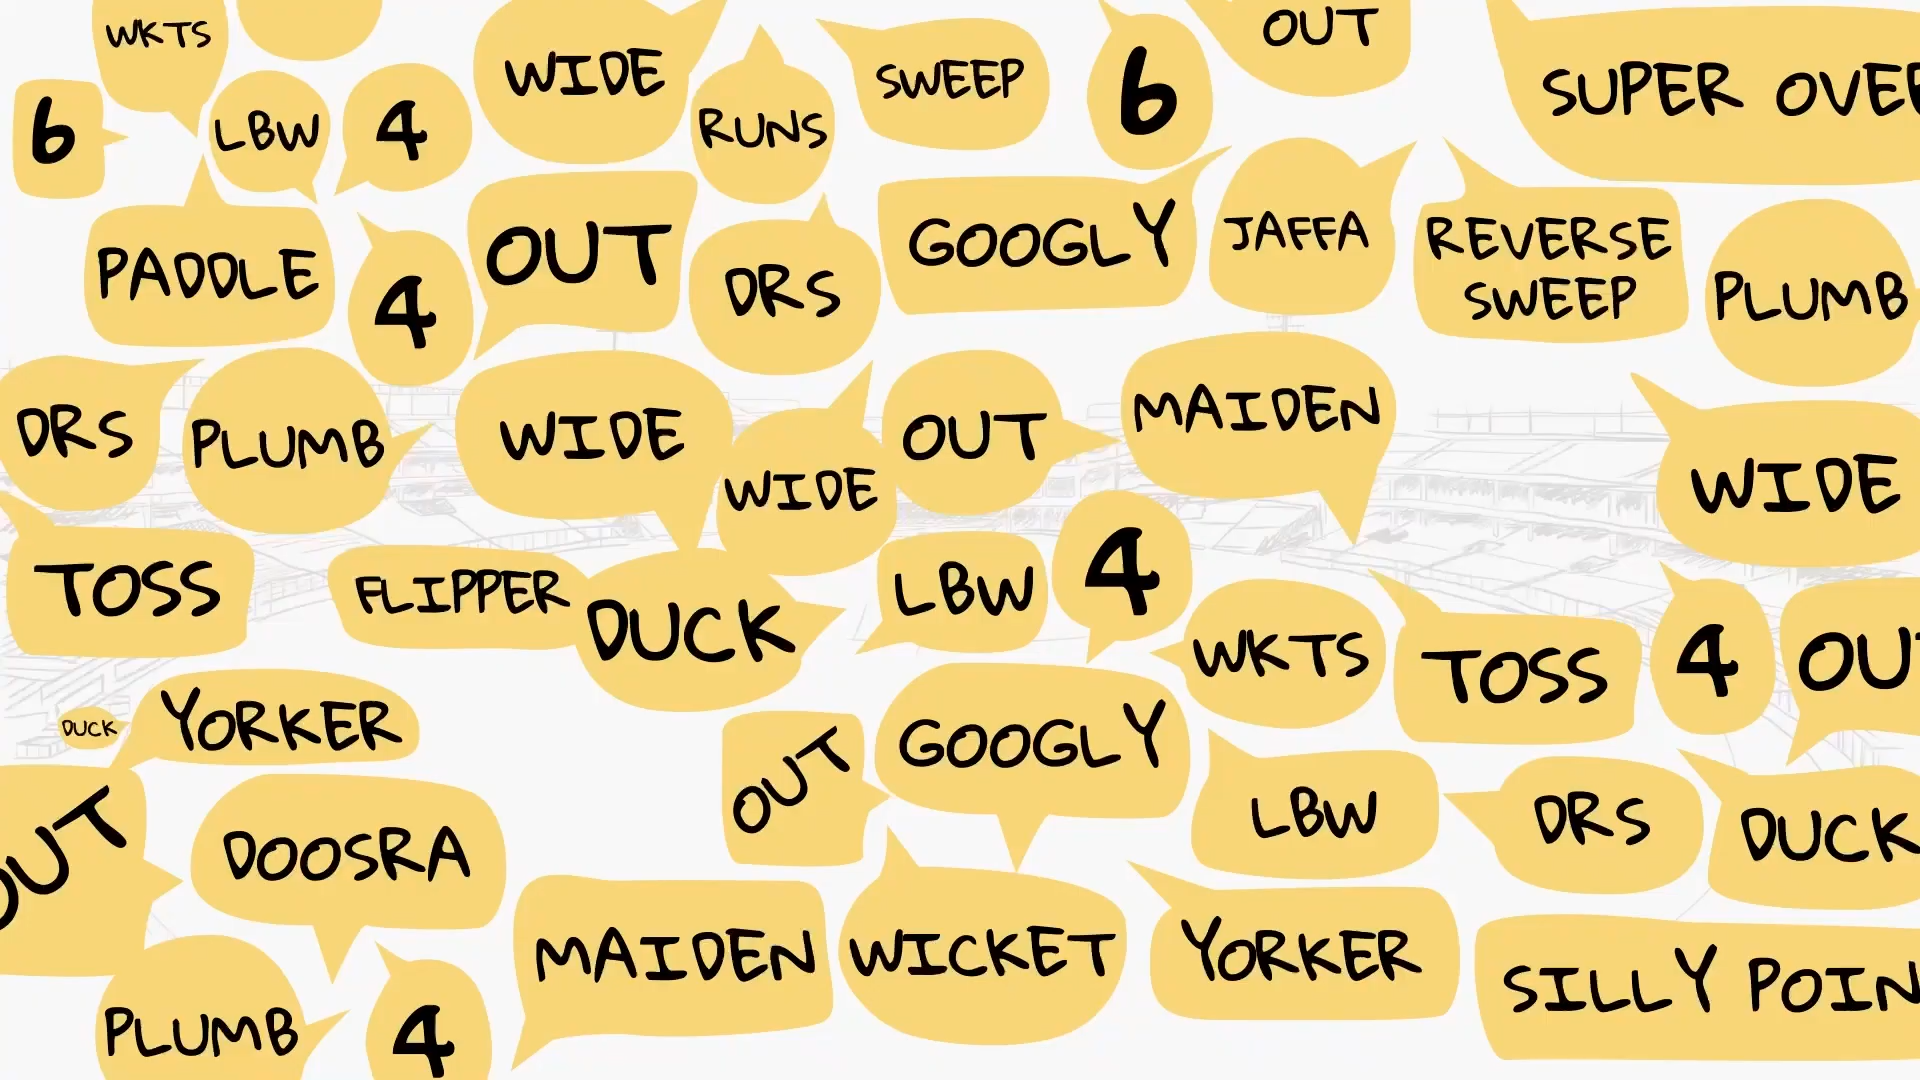 WKTS
WIDE
SWEEP
6
OUT
SUPER OVE
6
LBW
4
RUNS
PADDLE
4
OUT
DRS
GOOGLY
JAFFA
REVERSE
SWEEP
PLUMB
DRS
PLUMB
WIDE
WIDE
OUT
MAIDEN
WIDE
TOSS
FLIPPER
DUCK
LBW
4
WKTS
TOSS
4
OU
DUCK
YORKER
OUT
GOOGLY
LBW
DRS
DUCK
OUT
DOOSRA
MAIDEN
WICKET
YORKER
SILLY POIN
PLUMB
4